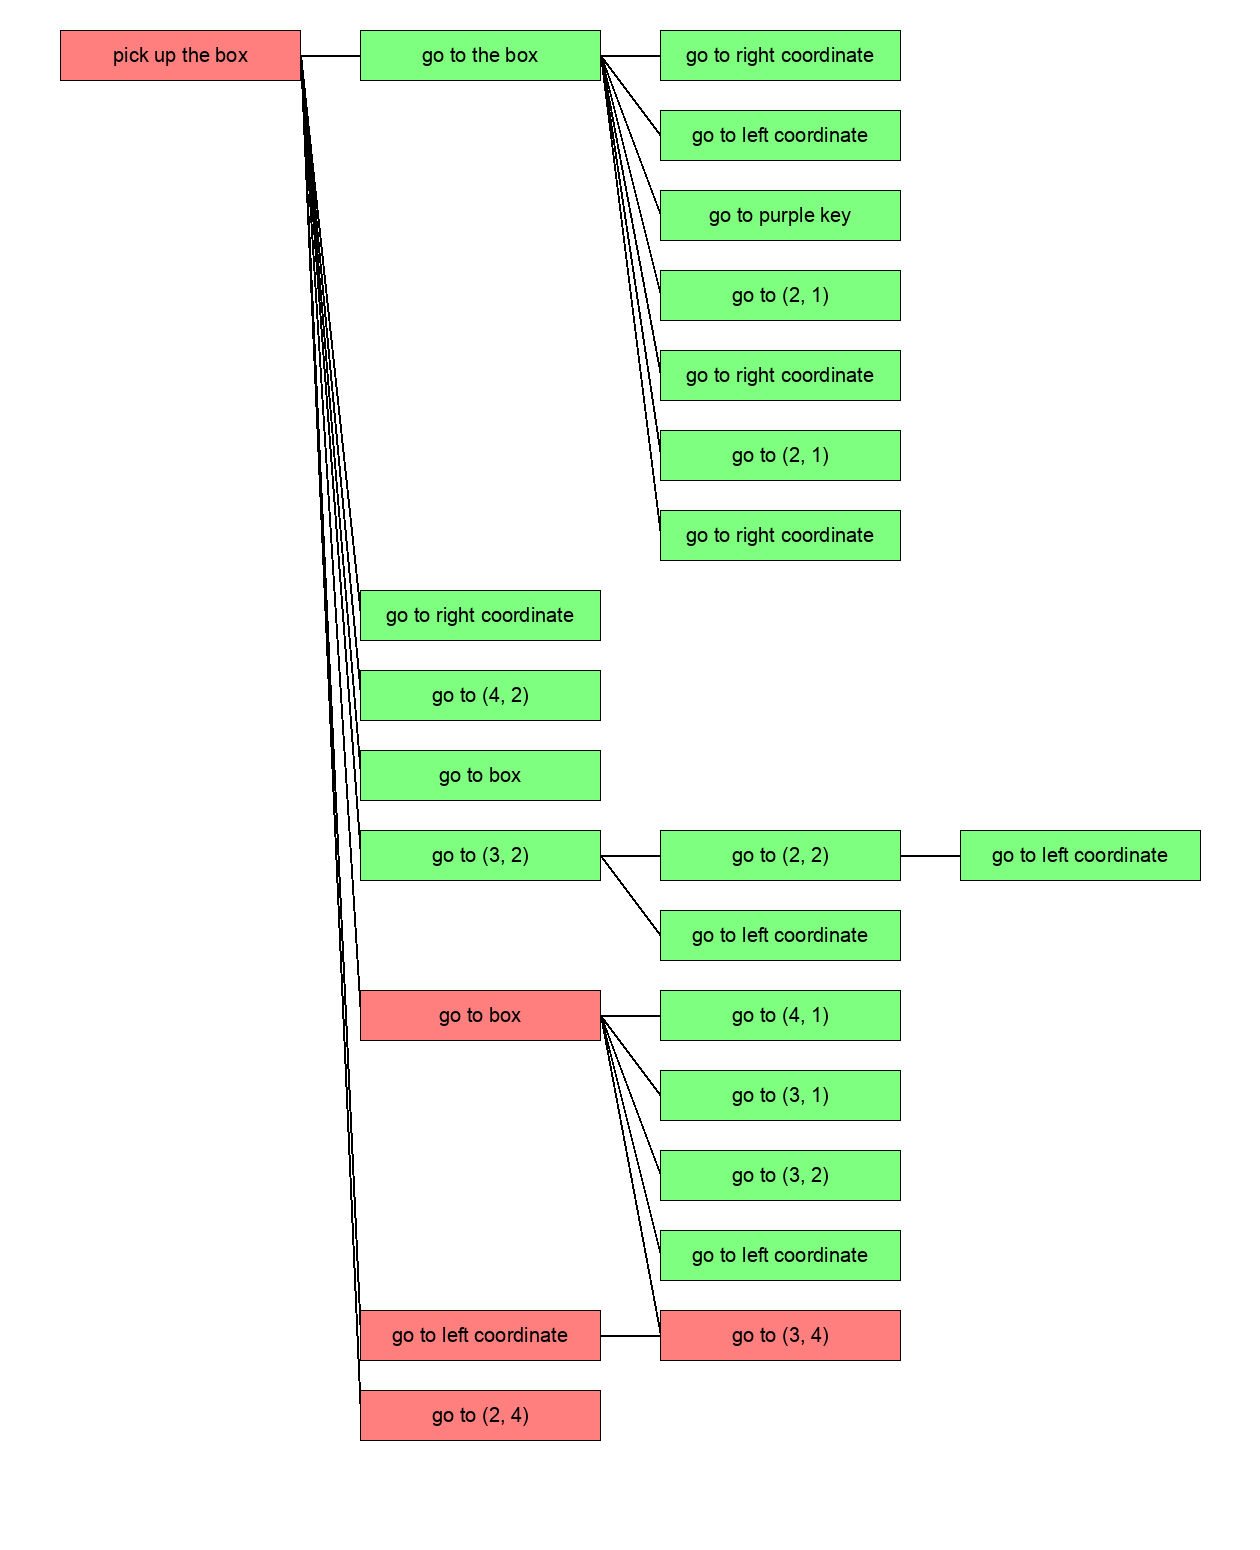 pick up the box
go to the box
go to right coordinate
go to left coordinate
go to purple key
go to (2, 1)
go to right coordinate
go to (2, 1)
go to right coordinate
go to right coordinate
go to (4, 2)
go to box
go to (3, 2)
go to (2, 2)
go to left coordinate
go to left coordinate
go to box
go to (4, 1)
go to (3, 1)
go to (3, 2)
go to left coordinate
go to left coordinate
go to (3, 4)
go to (2, 4)